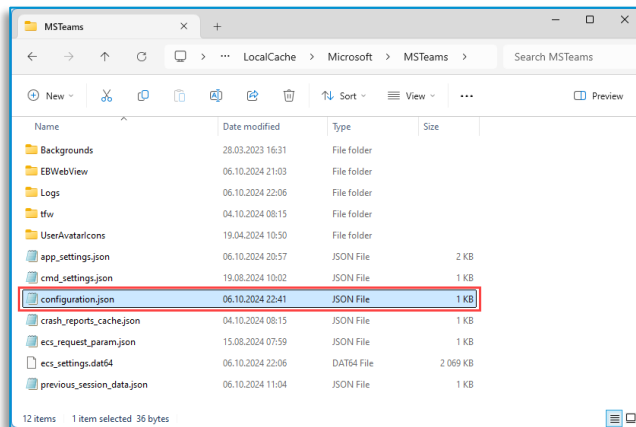 MSTeams
LocalCache > Microsoft > MSTeams > Search MSTeams
New Sort View ... Preview
Name Date modified Type Size
Backgrounds 28.03.2023 16:31 File folder
EBWebView 06.10.2024 21:03 File folder
Logs 06.10.2024 22:06 File folder
tfw 04.10.2024 08:15 File folder
UserAvatarIcons 19.04.2024 10:50 File folder
app_settings.json 06.10.2024 20:57 JSON File 2 KB
cmd_settings.json 19.08.2024 10:02 JSON File 1 KB
configuration.json 06.10.2024 22:41 JSON File 1 KB
crash_reports_cache.json 04.10.2024 08:15 JSON File 1 KB
ecs_request_param.json 15.08.2024 07:59 JSON File 1 KB
ecs_settings.dat64 06.10.2024 22:06 DAT64 File 2 069 KB
previous_session_data.json 06.10.2024 11:04 JSON File 1 KB
12 items 1 item selected 36 bytes